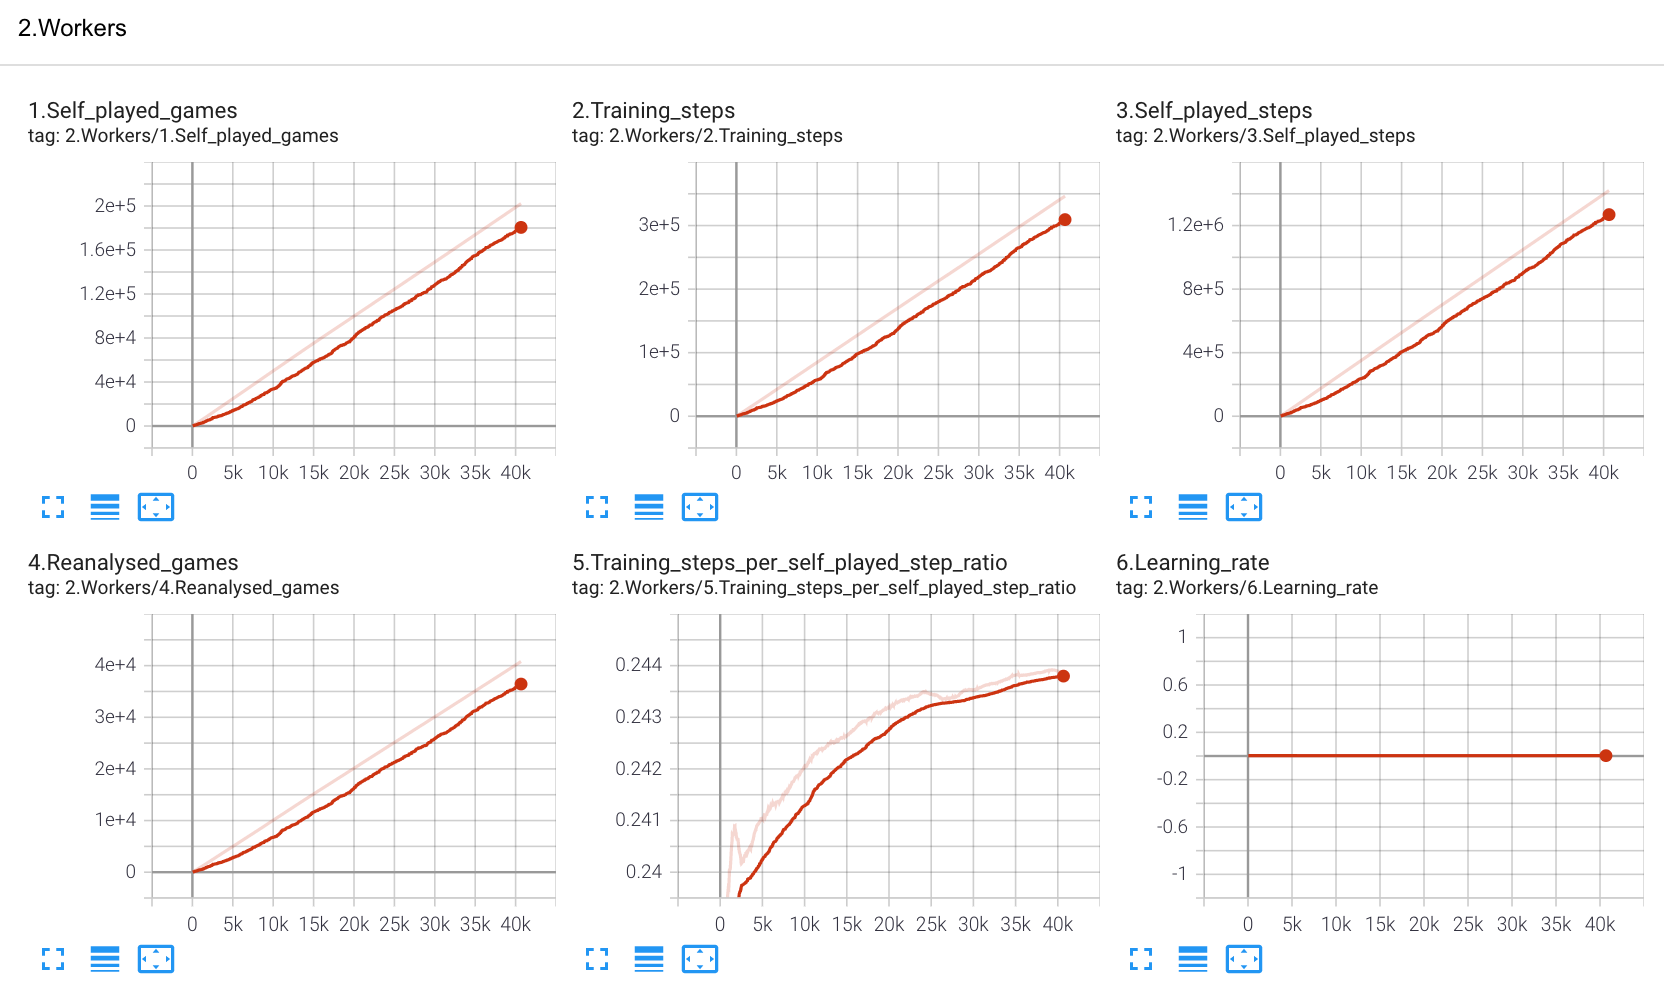 2.Workers
1.Self_played_games
tag: 2.Workers/1.Self_played_games
2e+5
1.6e+5
1.2e+5
8e+4
4e+4
0
0 5k 10k 15k 20k 25k 30k 35k 40k
2.Training_steps
tag: 2.Workers/2.Training_steps
3e+5
2e+5
1e+5
0
0 5k 10k 15k 20k 25k 30k 35k 40k
3.Self_played_steps
tag: 2.Workers/3.Self_played_steps
1.2e+6
8e+5
4e+5
0
0 5k 10k 15k 20k 25k 30k 35k 40k
4.Reanalysed_games
tag: 2.Workers/4.Reanalysed_games
4e+4
3e+4
2e+4
1e+4
0
0 5k 10k 15k 20k 25k 30k 35k 40k
5.Training_steps_per_self_played_step_ratio
tag: 2.Workers/5.Training_steps_per_self_played_step_ratio
0.244
0.243
0.242
0.241
0.24
0 5k 10k 15k 20k 25k 30k 35k 40k
6.Learning_rate
tag: 2.Workers/6.Learning_rate
1
0.6
0.2
-0.2
-0.6
-1
0 5k 10k 15k 20k 25k 30k 35k 40k